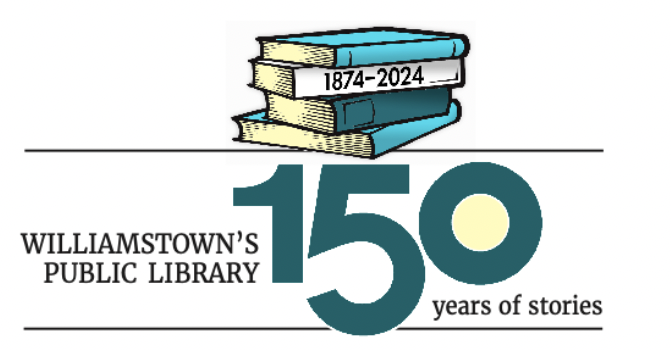 1874-2024
WILLIAMSTOWN'S
PUBLIC LIBRARY
150
years of stories